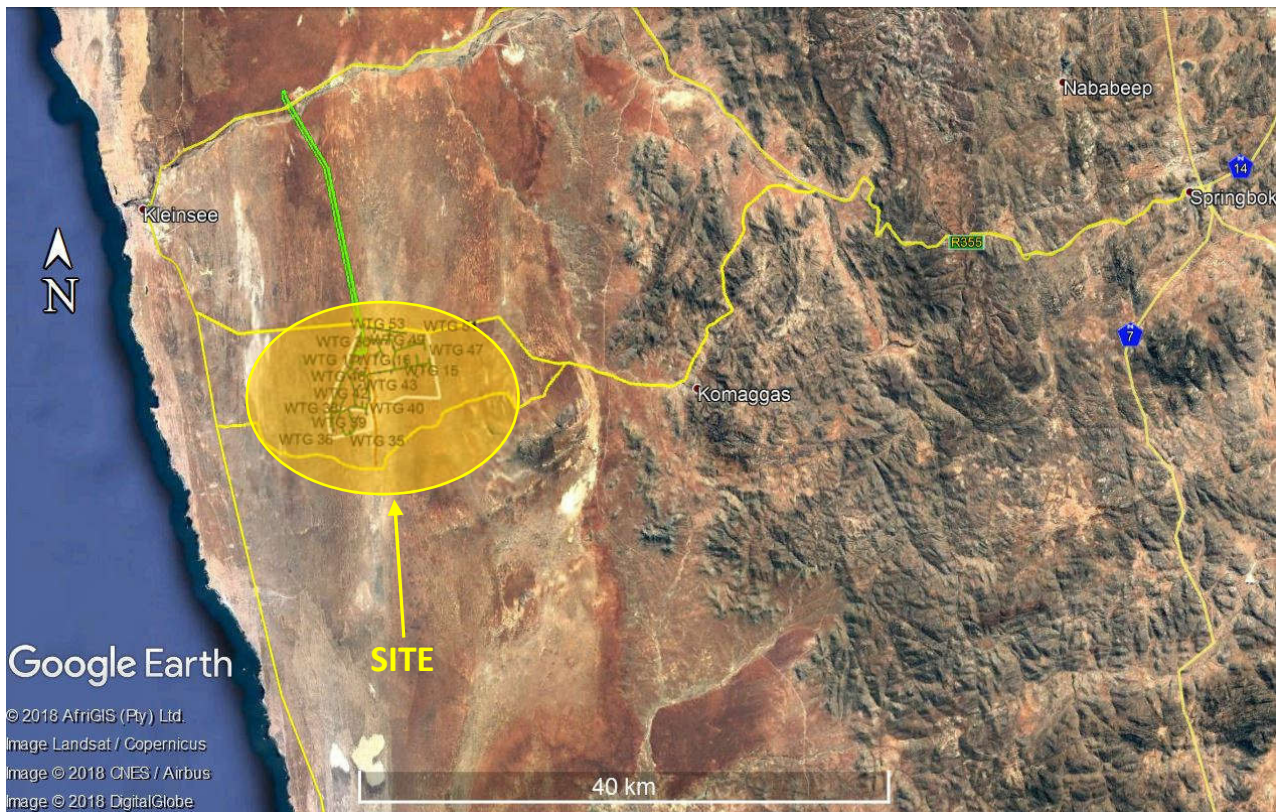 Nababeep
N
14
Springbok
Kleinsee
R355
N
N
7
WTG 53
WTG 47
WTG 15
WTG 43
Komaggas
WTG 40
WTG 36
WTG 35
SITE
Google Earth
© 2018 AfriGIS (Pty) Ltd.
Image Landsat / Copernicus
Image © 2018 CNES / Airbus
Image © 2018 DigitalGlobe
40 km